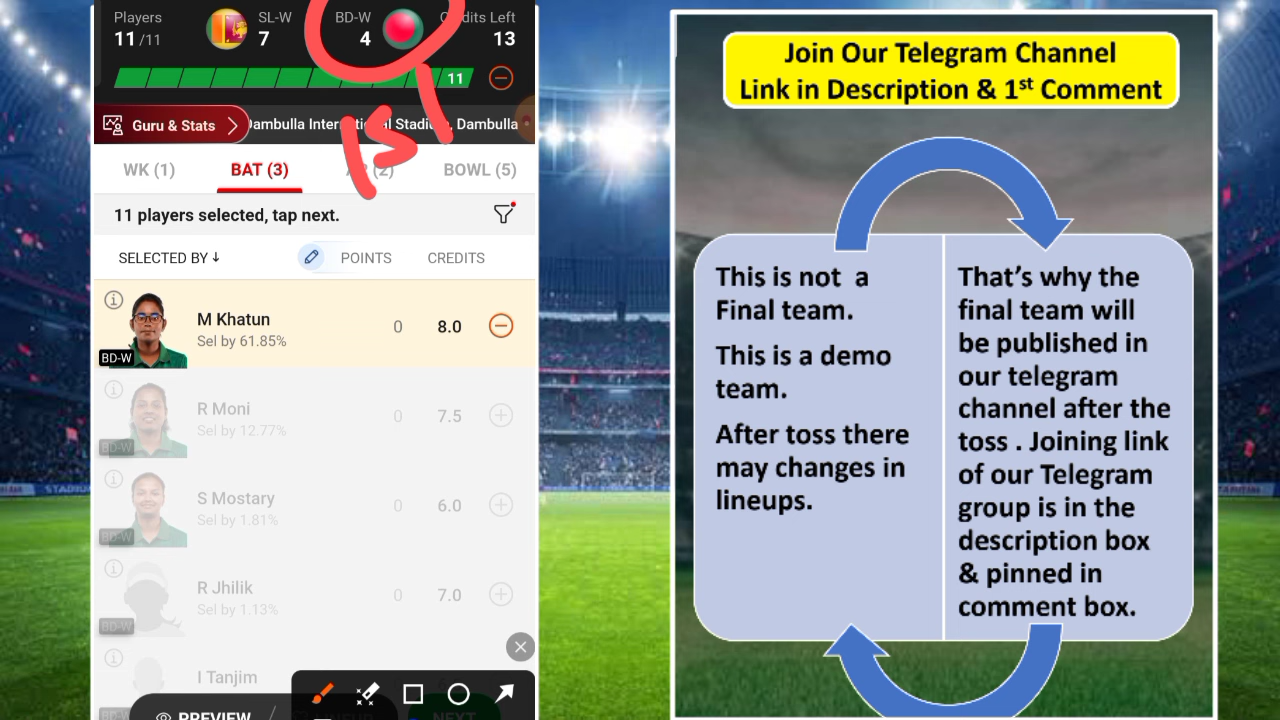 Players
SL-W
BD-W
Credits Left
11/11
7
4
13
11
Guru & Stats
Dambulla International Stadium, Dambulla
15
WK (1)
BAT (3)
(2)
BOWL (5)
11 players selected, tap next.
SELECTED BY ↓
POINTS
CREDITS
M Khatun
Sel by 61.85%
0
8.0
BD-W
R Moni
Sel by 12.77%
0
7.5
BD-W
S Mostary
Sel by 1.81%
0
6.0
BD-W
R Jhilik
Sel by 1.13%
0
7.0
BD-W
I Tanjim
PREVIEW
NEXT
Join Our Telegram Channel
Link in Description & 1st Comment
This is not a
Final team.
This is a demo
team.
After toss there
may changes in
lineups.
That's why the
final team will
be published in
our telegram
channel after the
toss . Joining link
of our Telegram
group is in the
description box
& pinned in
comment box.